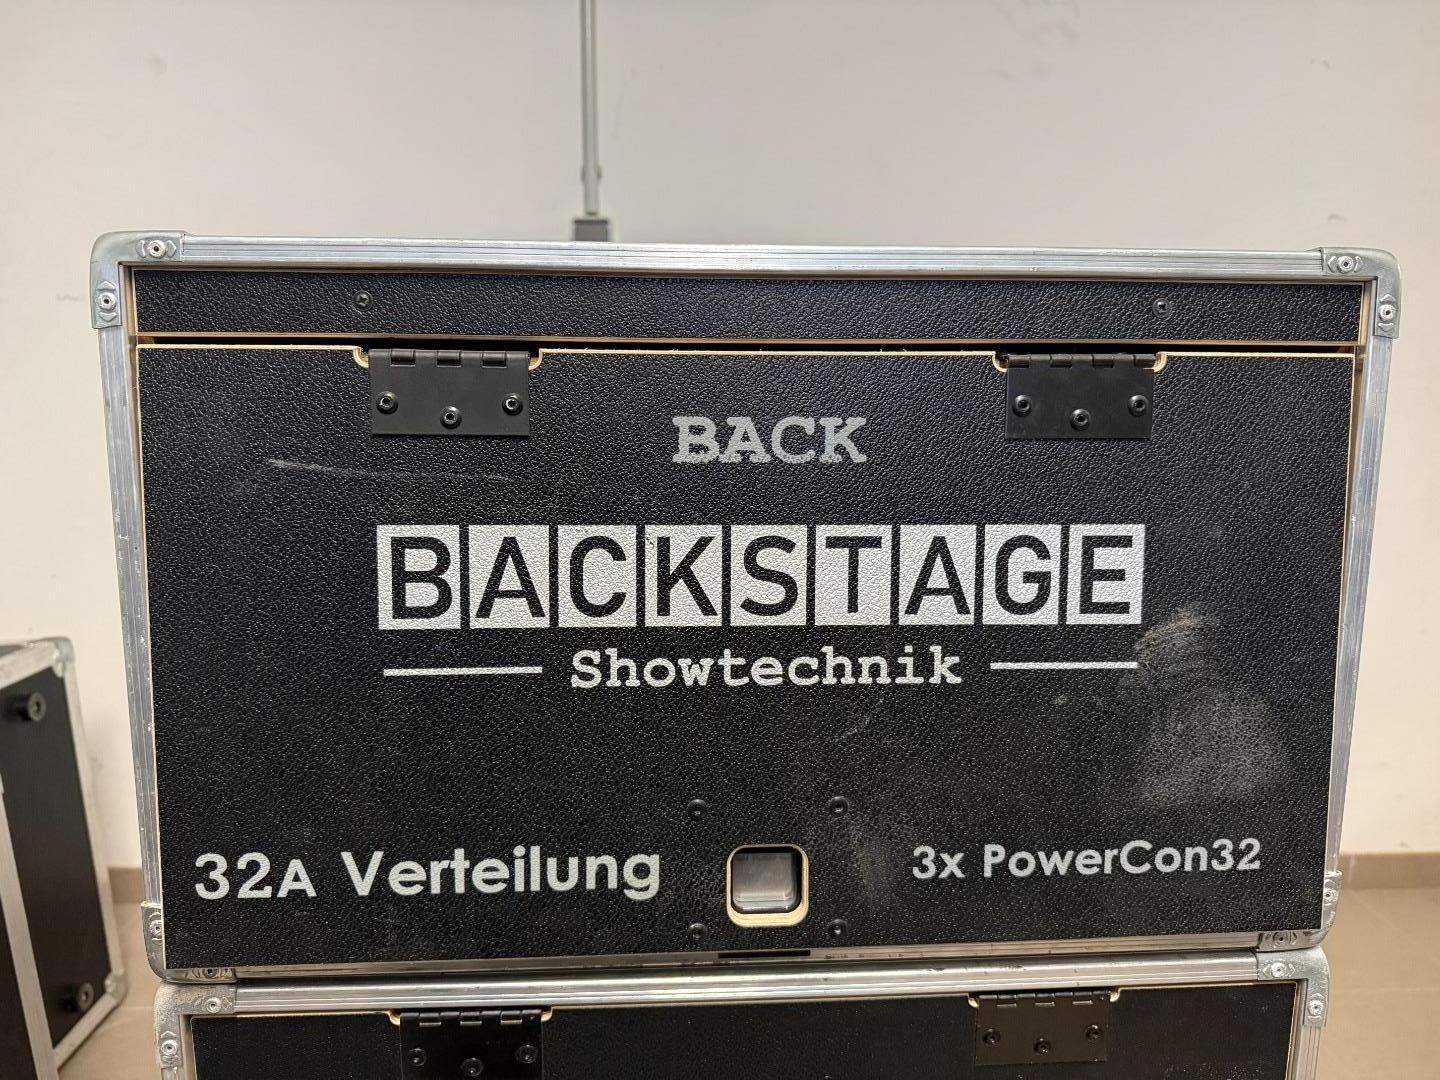 BACK
BACKSTAGE
Showtechnik
32A Verteilung
3x PowerCon32